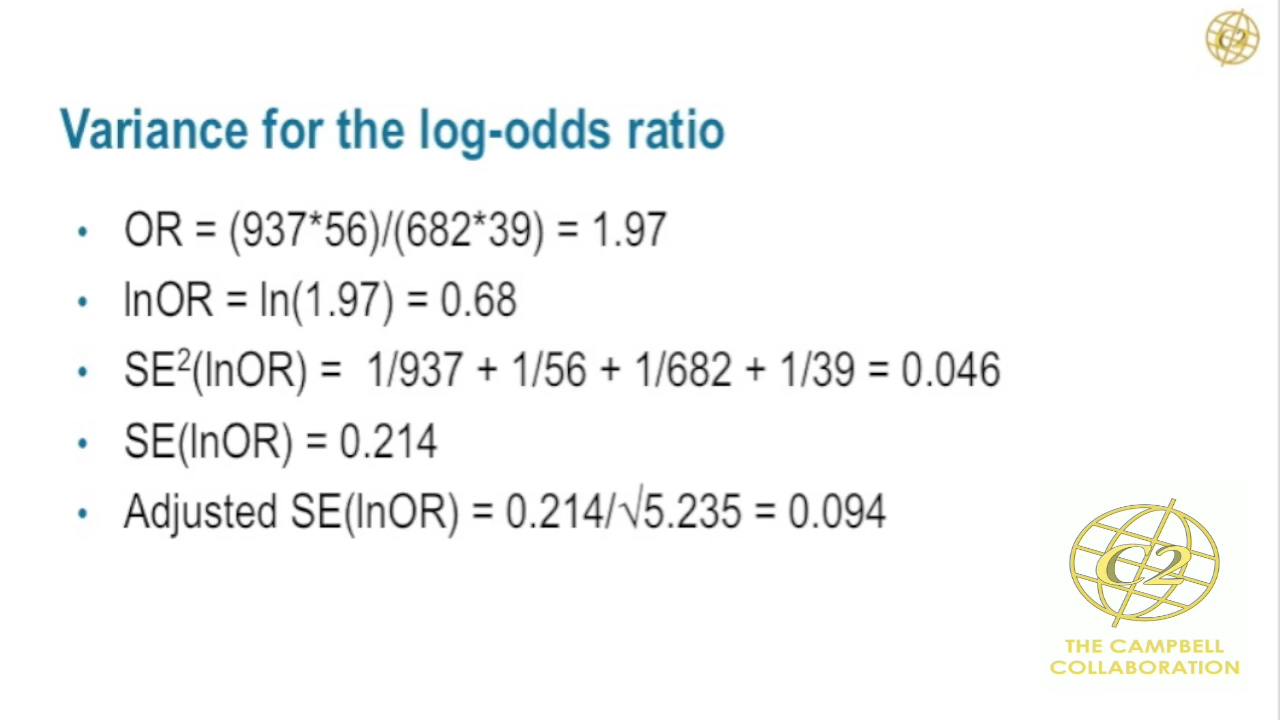 C2
Variance for the log-odds ratio
• OR = (937*56)/(682*39) = 1.97
• lnOR = ln(1.97) = 0.68
• SE²(lnOR) = 1/937 + 1/56 + 1/682 + 1/39 = 0.046
• SE(lnOR) = 0.214
• Adjusted SE(lnOR) = 0.214/√5.235 = 0.094
C2
THE CAMPBELL
COLLABORATION